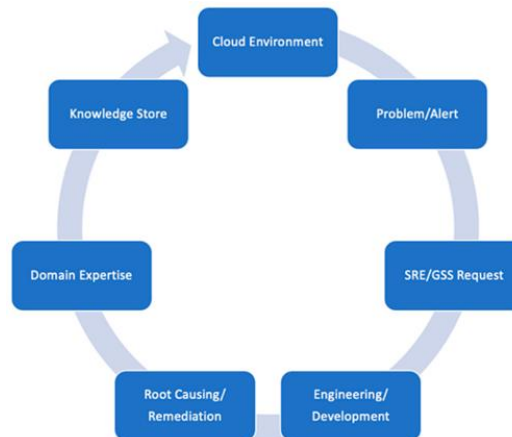 Cloud Environment
Problem/Alert
SRE/GSS Request
Engineering/
Development
Root Causing/
Remediation
Domain Expertise
Knowledge Store